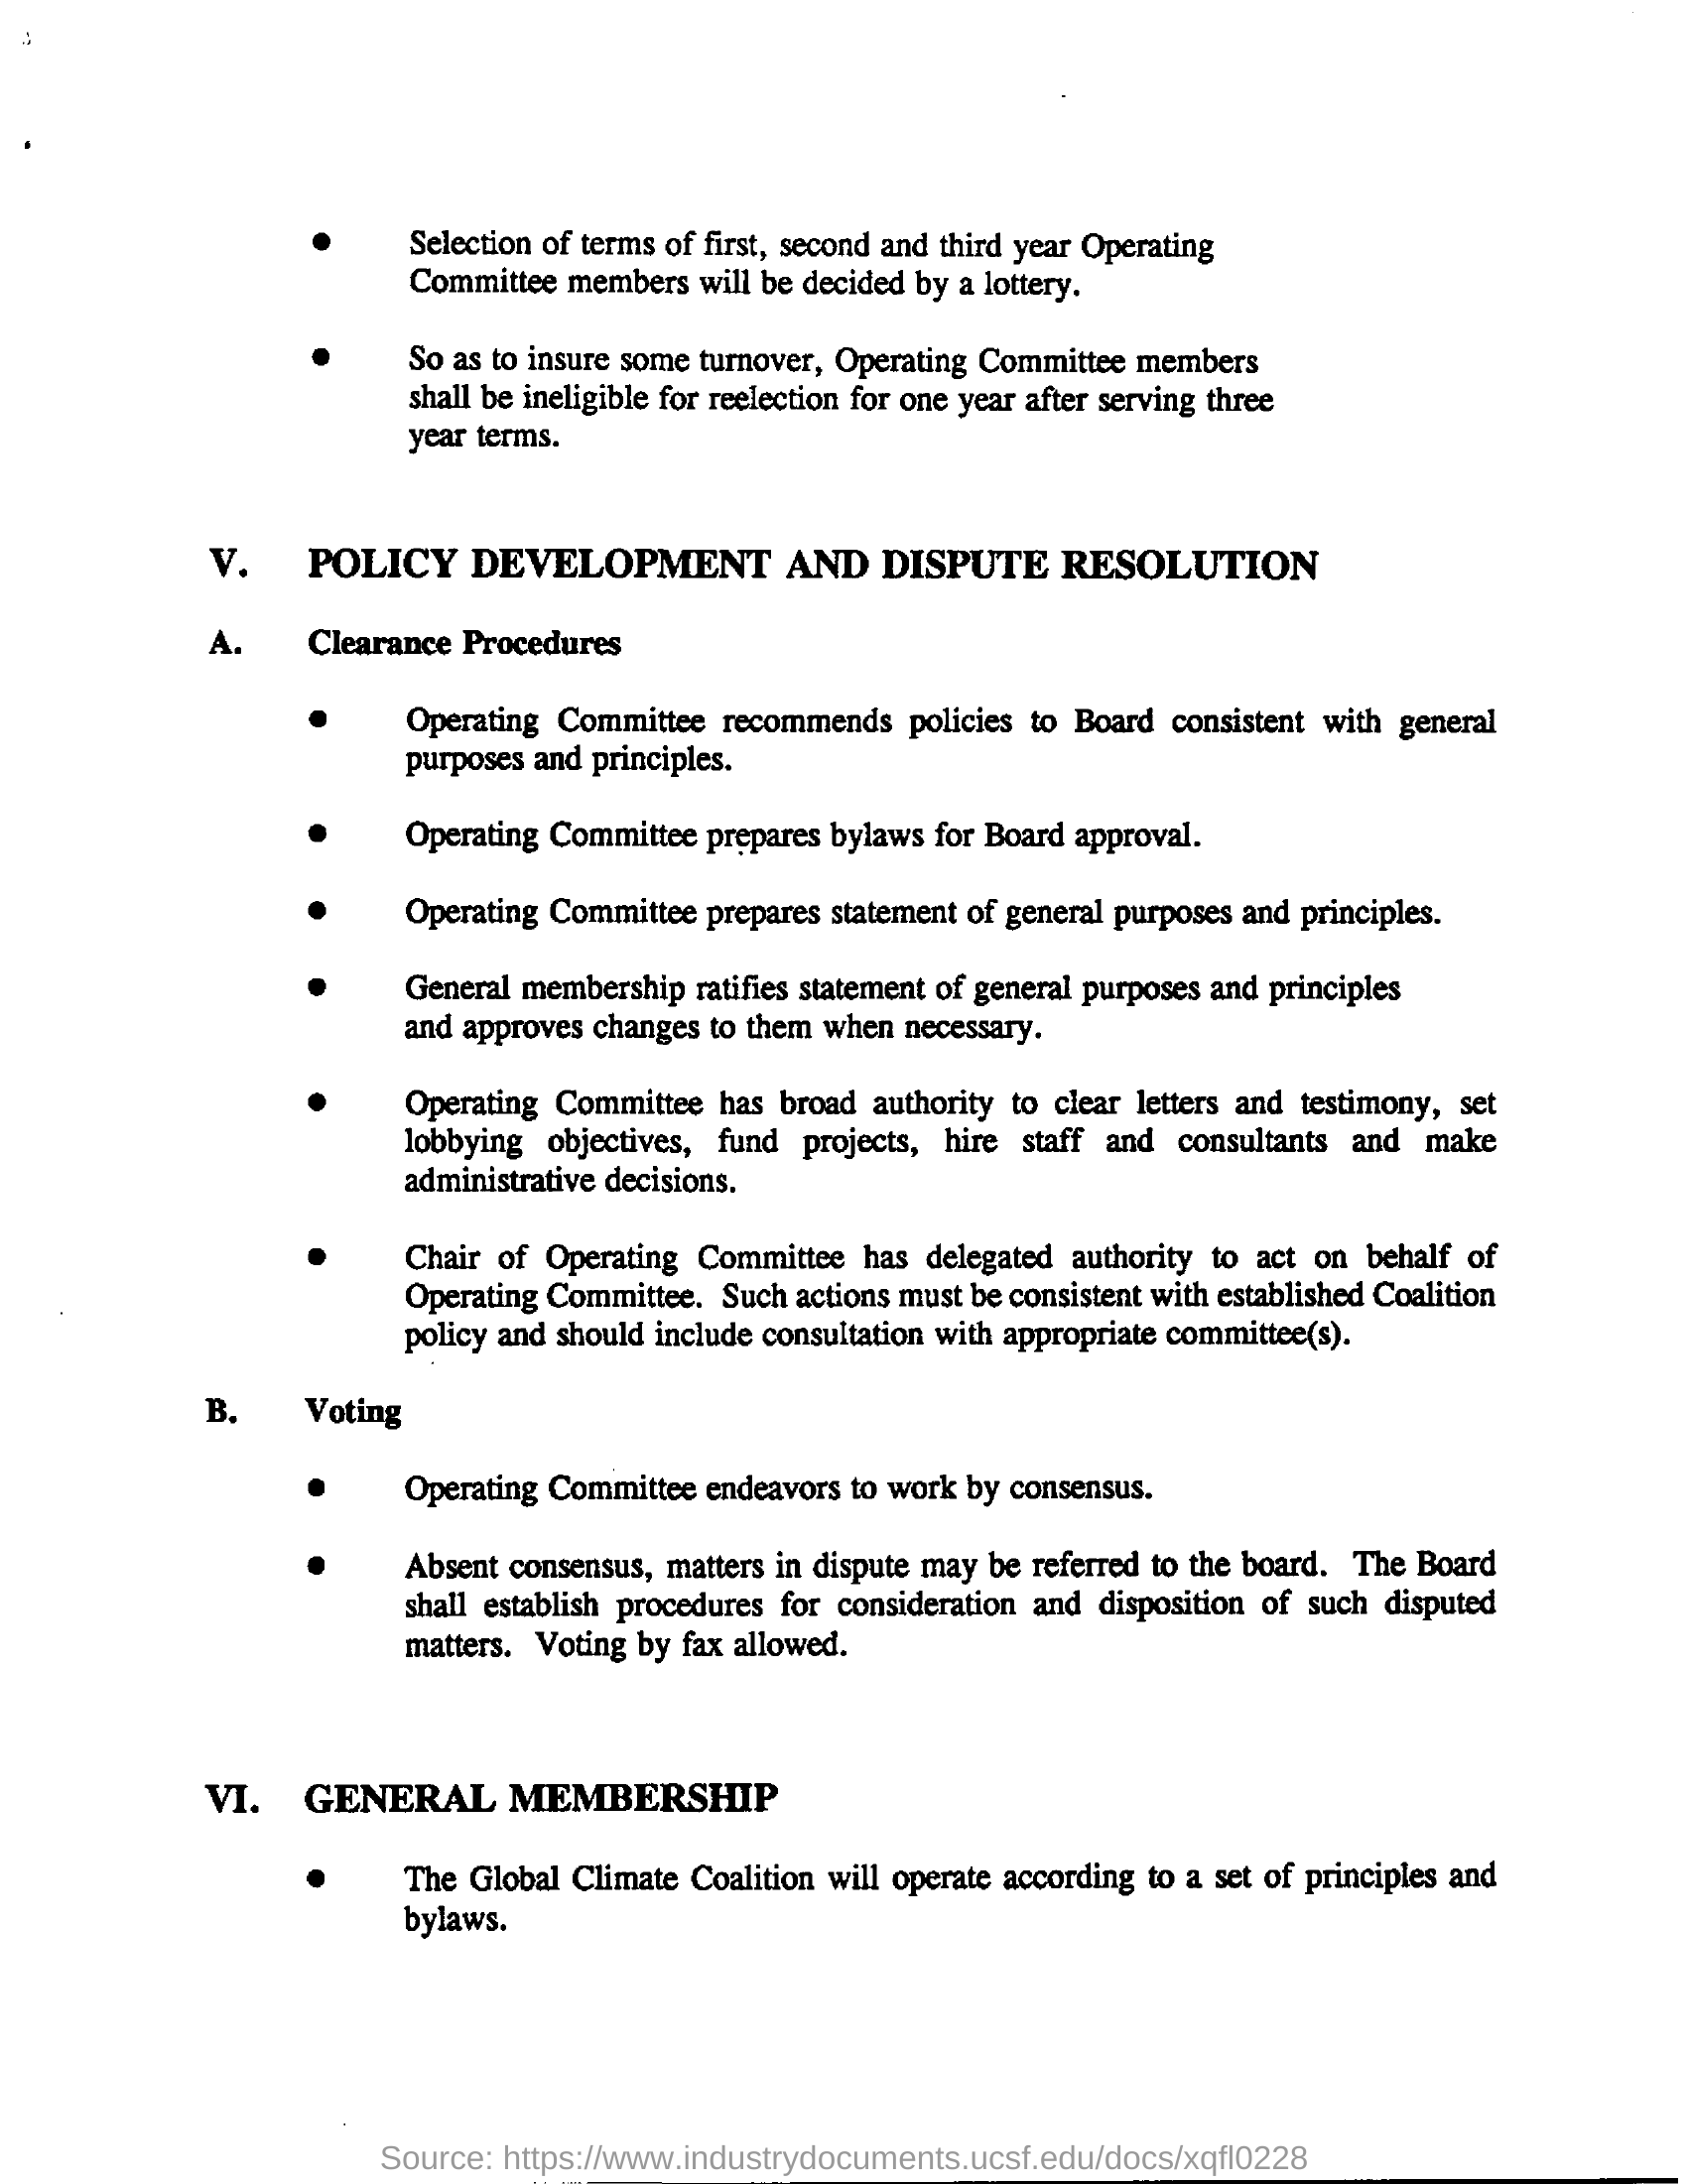 • Selection of terms of first, second and third year Operating
Committee members will be decided by a lottery.
• So as to insure some turnover, Operating Committee members
shall be ineligible for reelection for one year after serving three
year terms.
V. POLICY DEVELOPMENT AND DISPUTE RESOLUTION
A. Clearance Procedures
• Operating Committee recommends policies to Board consistent with general
purposes and principles.
• Operating Committee prepares bylaws for Board approval.
• Operating Committee prepares statement of general purposes and principles.
• General membership ratifies statement of general purposes and principles
and approves changes to them when necessary.
• Operating Committee has broad authority to clear letters and testimony, set
lobbying objectives, fund projects, hire staff and consultants and make
administrative decisions.
• Chair of Operating Committee has delegated authority to act on behalf of
Operating Committee. Such actions must be consistent with established Coalition
policy and should include consultation with appropriate committee(s).
B. Voting
• Operating Committee endeavors to work by consensus.
• Absent consensus, matters in dispute may be referred to the board. The Board
shall establish procedures for consideration and disposition of such disputed
matters. Voting by fax allowed.
VI. GENERAL MEMBERSHIP
• The Global Climate Coalition will operate according to a set of principles and
bylaws.
Source: https://www.industrydocuments.ucsf.edu/docs/xqfl0228